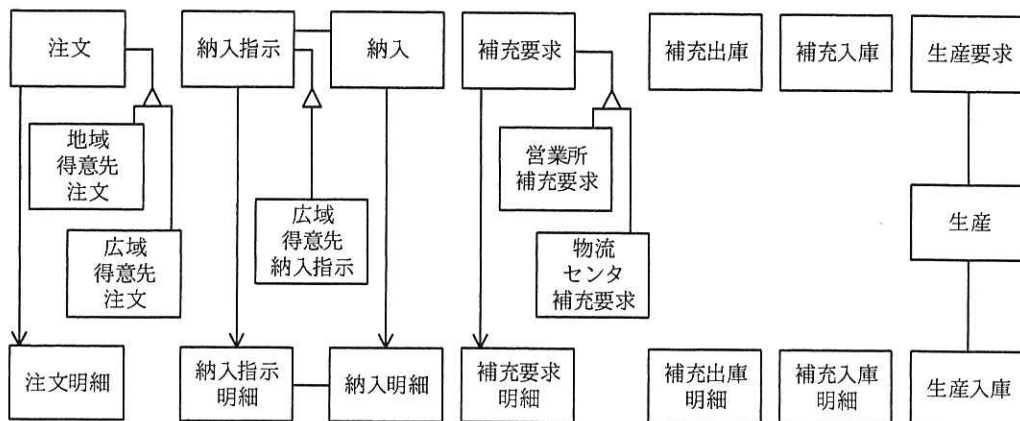 注文
納入指示
納入
補充要求
補充出庫
補充入庫
生産要求
地域
得意先
注文
営業所
補充要求
広域
得意先
納入指示
生産
広域
得意先
注文
物流
センタ
補充要求
注文明細
納入指示
明細
納入明細
補充要求
明細
補充出庫
明細
補充入庫
明細
生産入庫